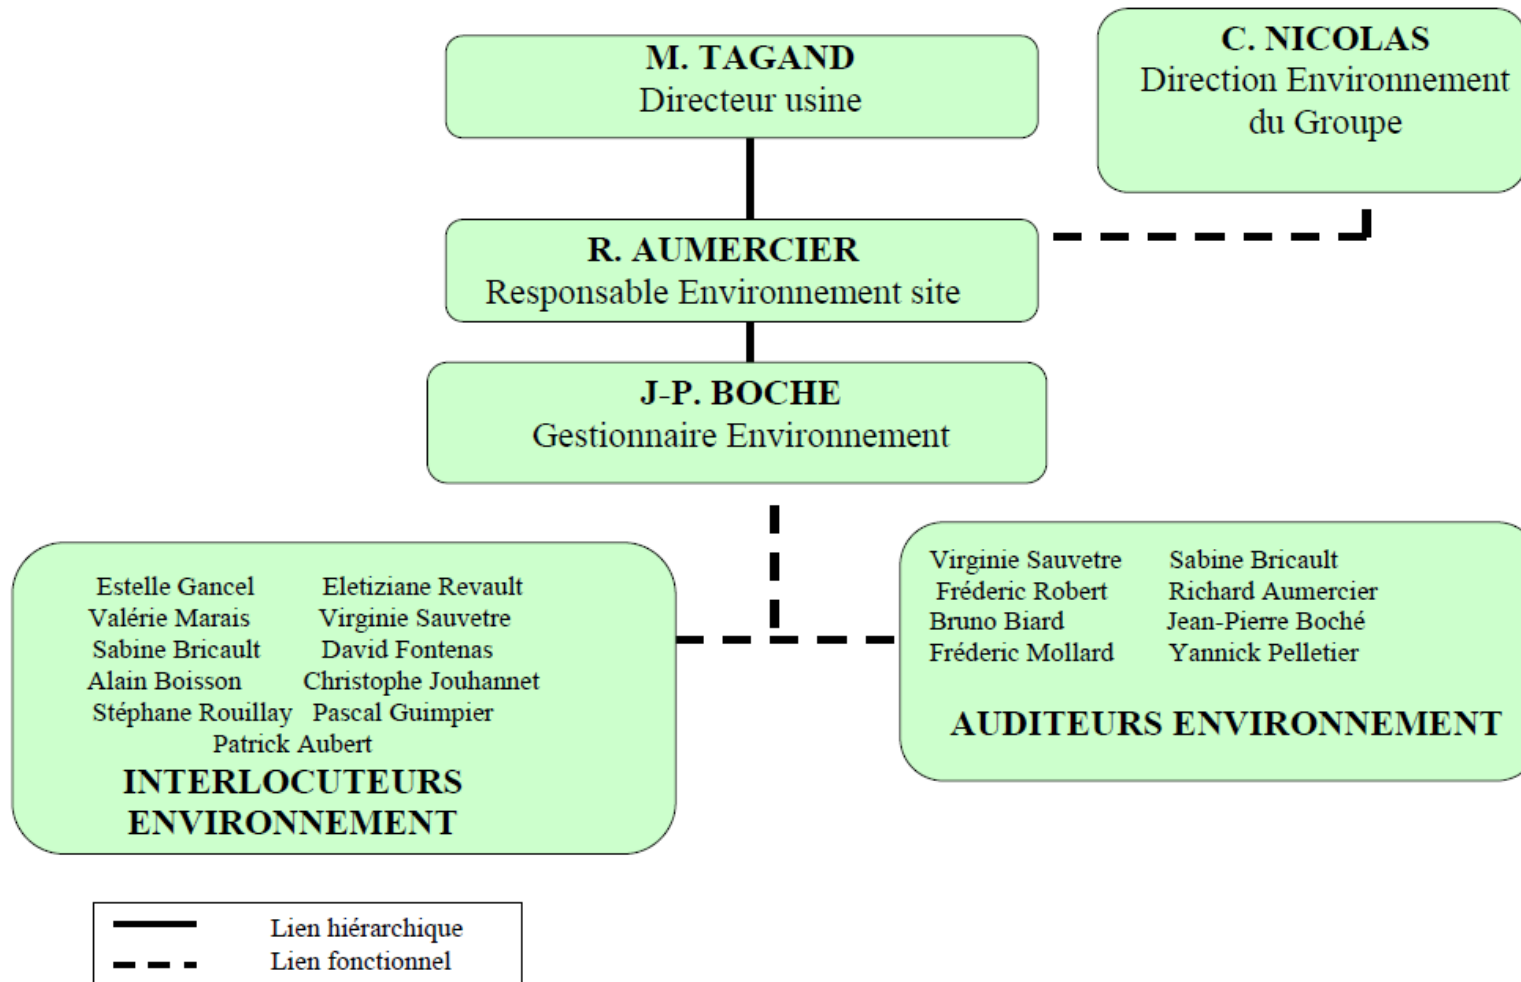 M. TAGAND
Directeur usine
C. NICOLAS
Direction Environnement
du Groupe
R. AUMERCIER
Responsable Environnement site
J-P. BOCHE
Gestionnaire Environnement
Estelle Gancel Eletiziane Revault
Valérie Marais Virginie Sauvetre
Sabine Bricault David Fontenas
Alain Boisson Christophe Jouhannet
Stéphane Rouillay Pascal Guimpier
Patrick Aubert
INTERLOCUTEURS
ENVIRONNEMENT
Virginie Sauvetre Sabine Bricault
Fréderic Robert Richard Aumercier
Bruno Biard Jean-Pierre Boché
Fréderic Mollard Yannick Pelletier
AUDITEURS ENVIRONNEMENT
Lien hiérarchique
Lien fonctionnel